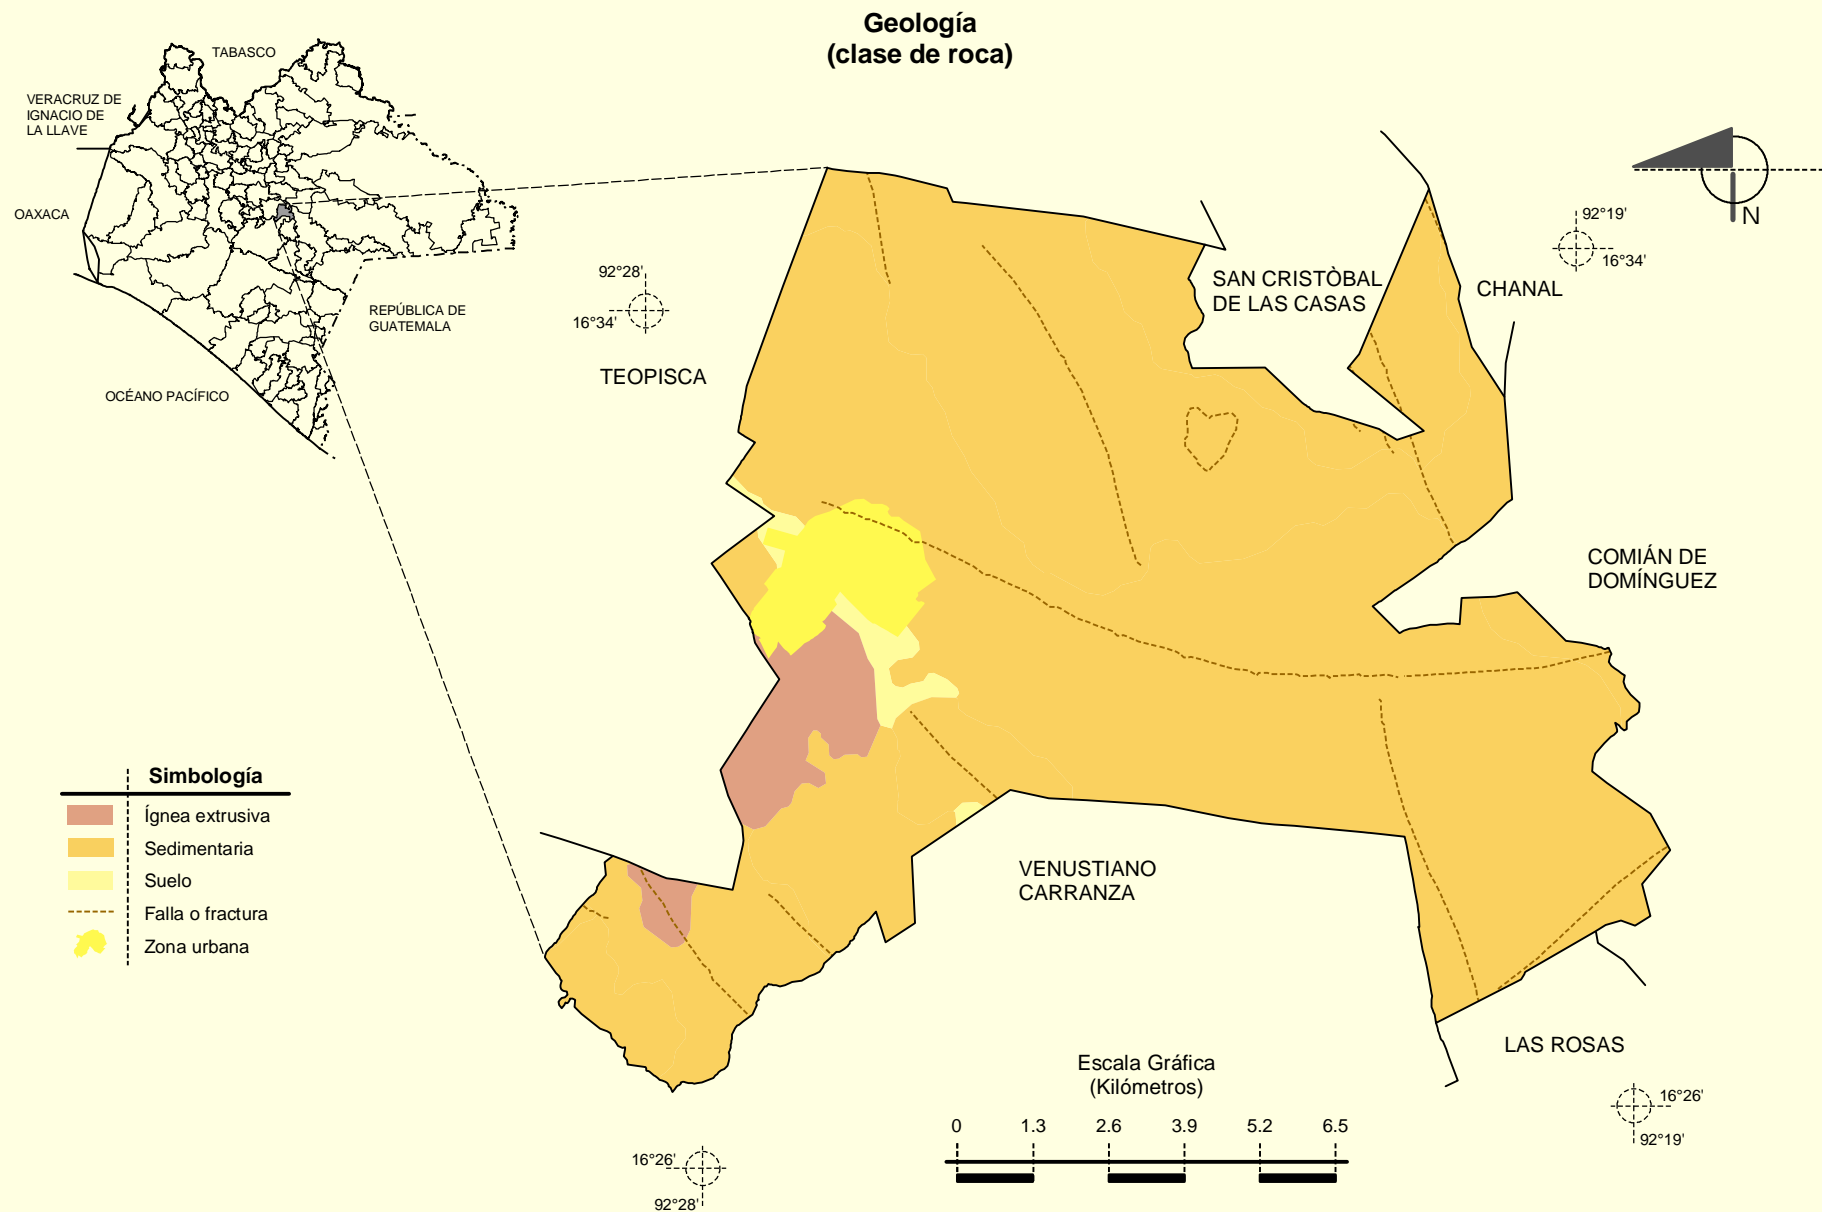 Geología
(clase de roca)
TABASCO
VERACRUZ DE
IGNACIO DE
LA LLAVE
OAXACA
REPÚBLICA DE
GUATEMALA
OCÉANO PACÍFICO
N
92°28'
16°34'
92°19'
16°34'
SAN CRISTÒBAL
DE LAS CASAS
CHANAL
TEOPISCA
COMIÁN DE
DOMÍNGUEZ
VENUSTIANO
CARRANZA
LAS ROSAS
Simbología
Ígnea extrusiva
Sedimentaria
Suelo
Falla o fractura
Zona urbana
Escala Gráfica
(Kilómetros)
0 1.3 2.6 3.9 5.2 6.5
16°26'
92°28'
16°26'
92°19'